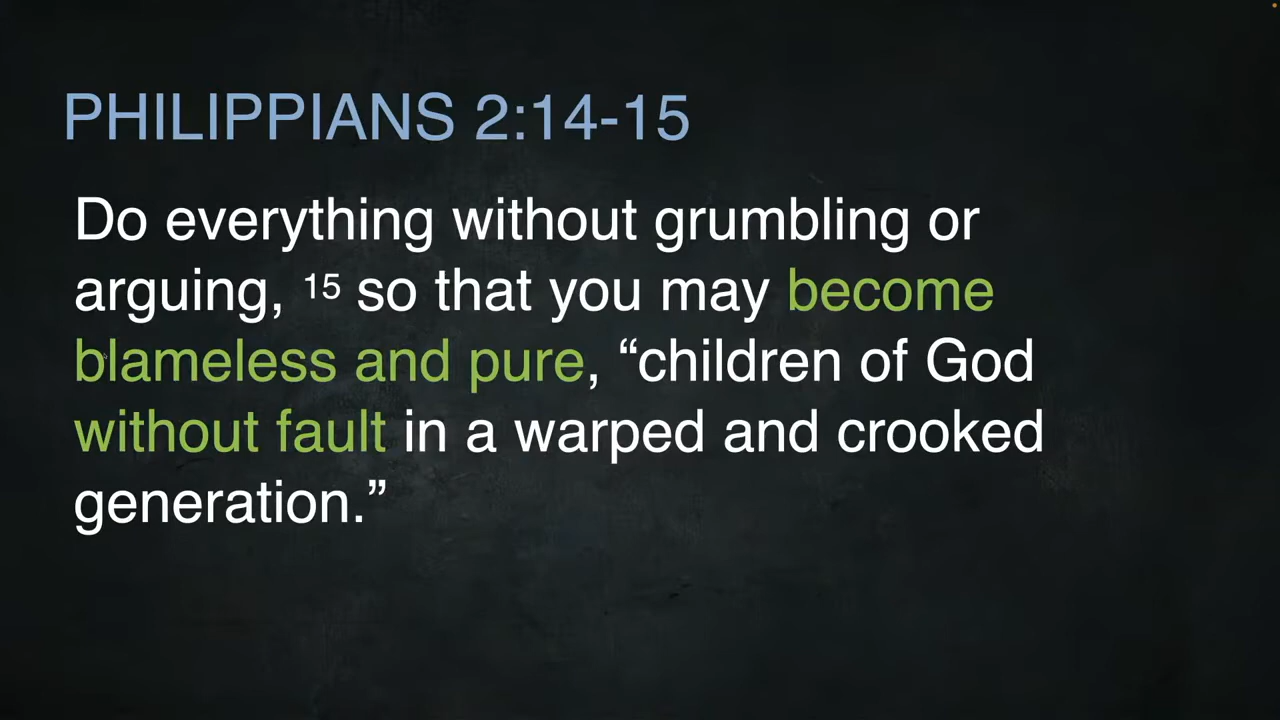 PHILIPPIANS 2:14-15
Do everything without grumbling or
arguing, 15 so that you may become
blameless and pure, “children of God
without fault in a warped and crooked
generation.”